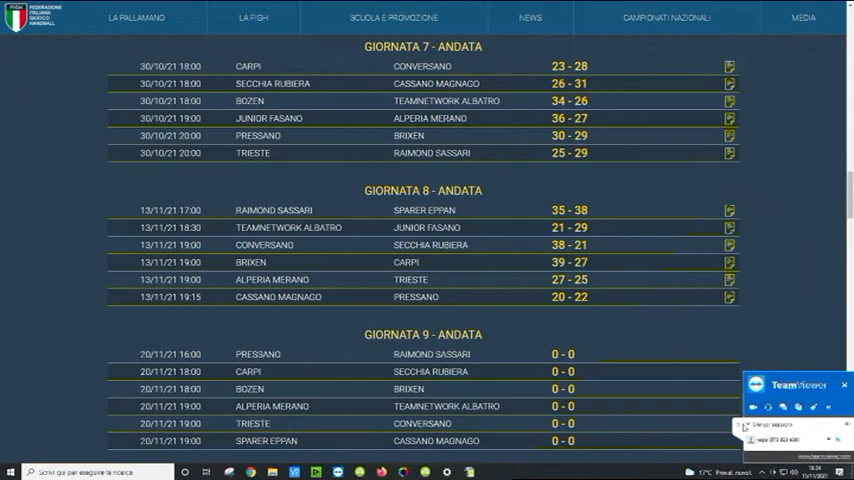 FIGH
FEDERAZIONE
ITALIANA
GIUOCO
HANDBALL
LA PALLAMANO LA FIGH SCUOLA E PROMOZIONE NEWS CAMPIONATI NAZIONALI MEDIA
GIORNATA 7 - ANDATA
30/10/21 18:00 CARPI CONVERSANO 23 - 28
30/10/21 18:00 SECCHIA RUBIERA CASSANO MAGNAGO 26 - 31
30/10/21 18:00 BOZEN TEAMNETWORK ALBATRO 34 - 26
30/10/21 19:00 JUNIOR FASANO ALPERIA MERANO 36 - 27
30/10/21 20:00 PRESSANO BRIXEN 30 - 29
30/10/21 20:00 TRIESTE RAIMOND SASSARI 25 - 29
GIORNATA 8 - ANDATA
13/11/21 17:00 RAIMOND SASSARI SPARER EPPAN 35 - 38
13/11/21 18:30 TEAMNETWORK ALBATRO JUNIOR FASANO 21 - 29
13/11/21 19:00 CONVERSANO SECCHIA RUBIERA 38 - 21
13/11/21 19:00 BRIXEN CARPI 39 - 27
13/11/21 19:00 ALPERIA MERANO TRIESTE 27 - 25
13/11/21 19:15 CASSANO MAGNAGO PRESSANO 20 - 22
GIORNATA 9 - ANDATA
20/11/21 16:00 PRESSANO RAIMOND SASSARI 0 - 0
20/11/21 18:00 CARPI SECCHIA RUBIERA 0 - 0
20/11/21 18:00 BOZEN BRIXEN 0 - 0
20/11/21 19:00 ALPERIA MERANO TEAMNETWORK ALBATRO 0 - 0
20/11/21 19:00 TRIESTE CONVERSANO 0 - 0
20/11/21 19:00 SPARER EPPAN CASSANO MAGNAGO 0 - 0
TeamViewer
www.teamviewer.com
Scrivi qui per eseguire la ricerca
17°C Preval. nuvol.
15/11/2021